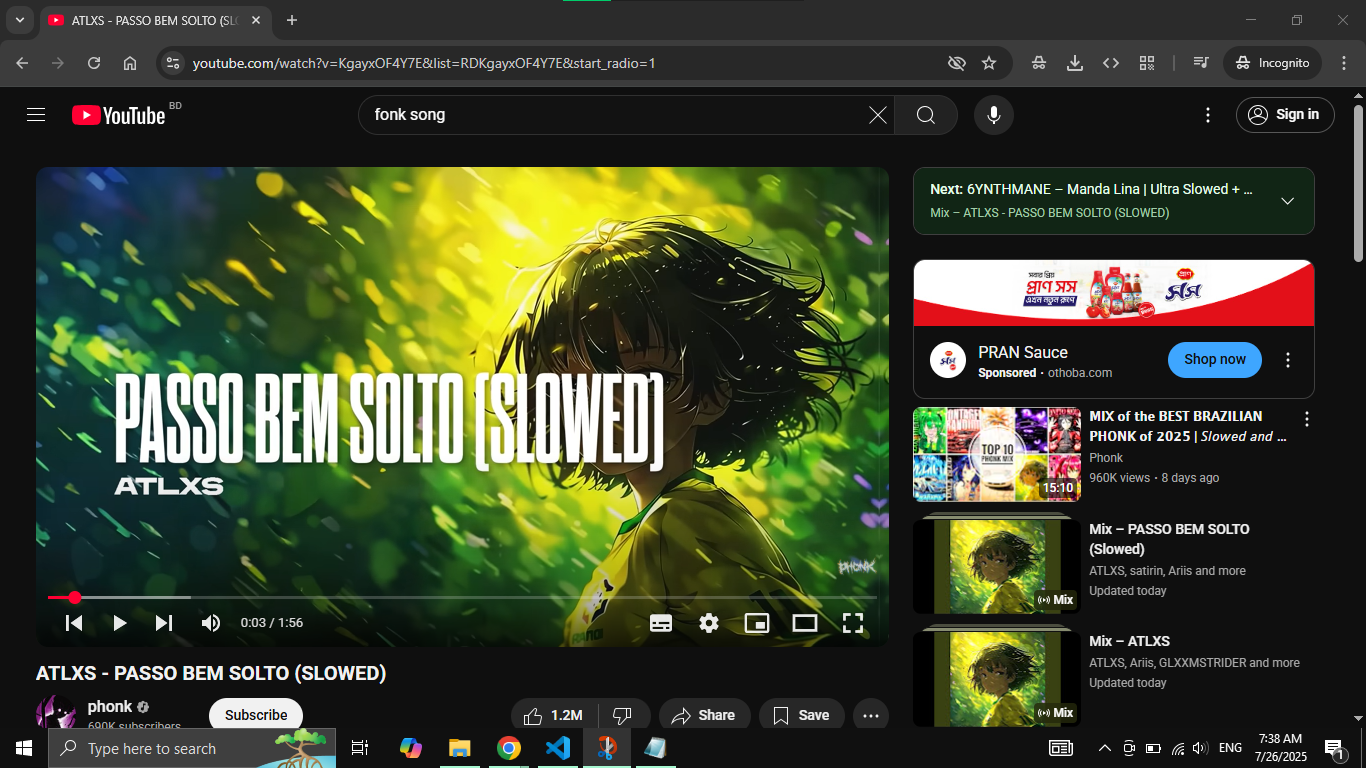 ATLXS - PASSO BEM SOLTO (SL
youtube.com/watch?v=KgayxOF4Y7E&list=RDKgayxOF4Y7E&start_radio=1
Incognito
YouTube BD
fonk song
Sign in
PASSO BEM SOLTO (SLOWED)
ATLXS
PHONK
0:03 / 1:56
ATLXS - PASSO BEM SOLTO (SLOWED)
phonk
690K subscribers
Subscribe
1.2M
Share
Save
Next: 6YNTHMANE – Manda Lina | Ultra Slowed + ...
Mix – ATLXS - PASSO BEM SOLTO (SLOWED)
সবার প্রিয়
প্রাণ সস
এখন নতুন রূপে
প্রাণ
সস
PRAN Sauce
Sponsored · othoba.com
Shop now
TOP 10
PHONK MIX
15:10
MIX of the BEST BRAZILIAN
PHONK of 2025 | Slowed and ...
Phonk
960K views · 8 days ago
Mix
Mix – PASSO BEM SOLTO
(Slowed)
ATLXS, satirin, Ariis and more
Updated today
Mix
Mix – ATLXS
ATLXS, Ariis, GLXXMSTRIDER and more
Updated today
Type here to search
ENG
7:38 AM
7/26/2025
1